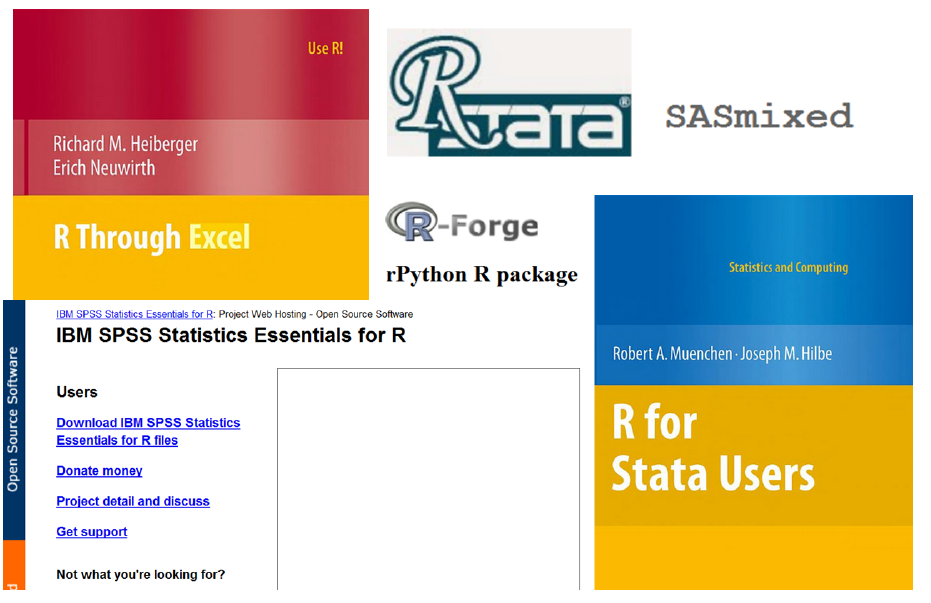 Use R!
Richard M. Heiberger
Erich Neuwirth
R Through Excel
R
STata®
SASmixed
R-Forge
rPython R package
Statistics and Computing
Robert A. Muenchen · Joseph M. Hilbe
R for
Stata Users
Open Source Software
IBM SPSS Statistics Essentials for R: Project Web Hosting - Open Source Software
IBM SPSS Statistics Essentials for R
Users
Download IBM SPSS Statistics
Essentials for R files
Donate money
Project detail and discuss
Get support
Not what you're looking for?